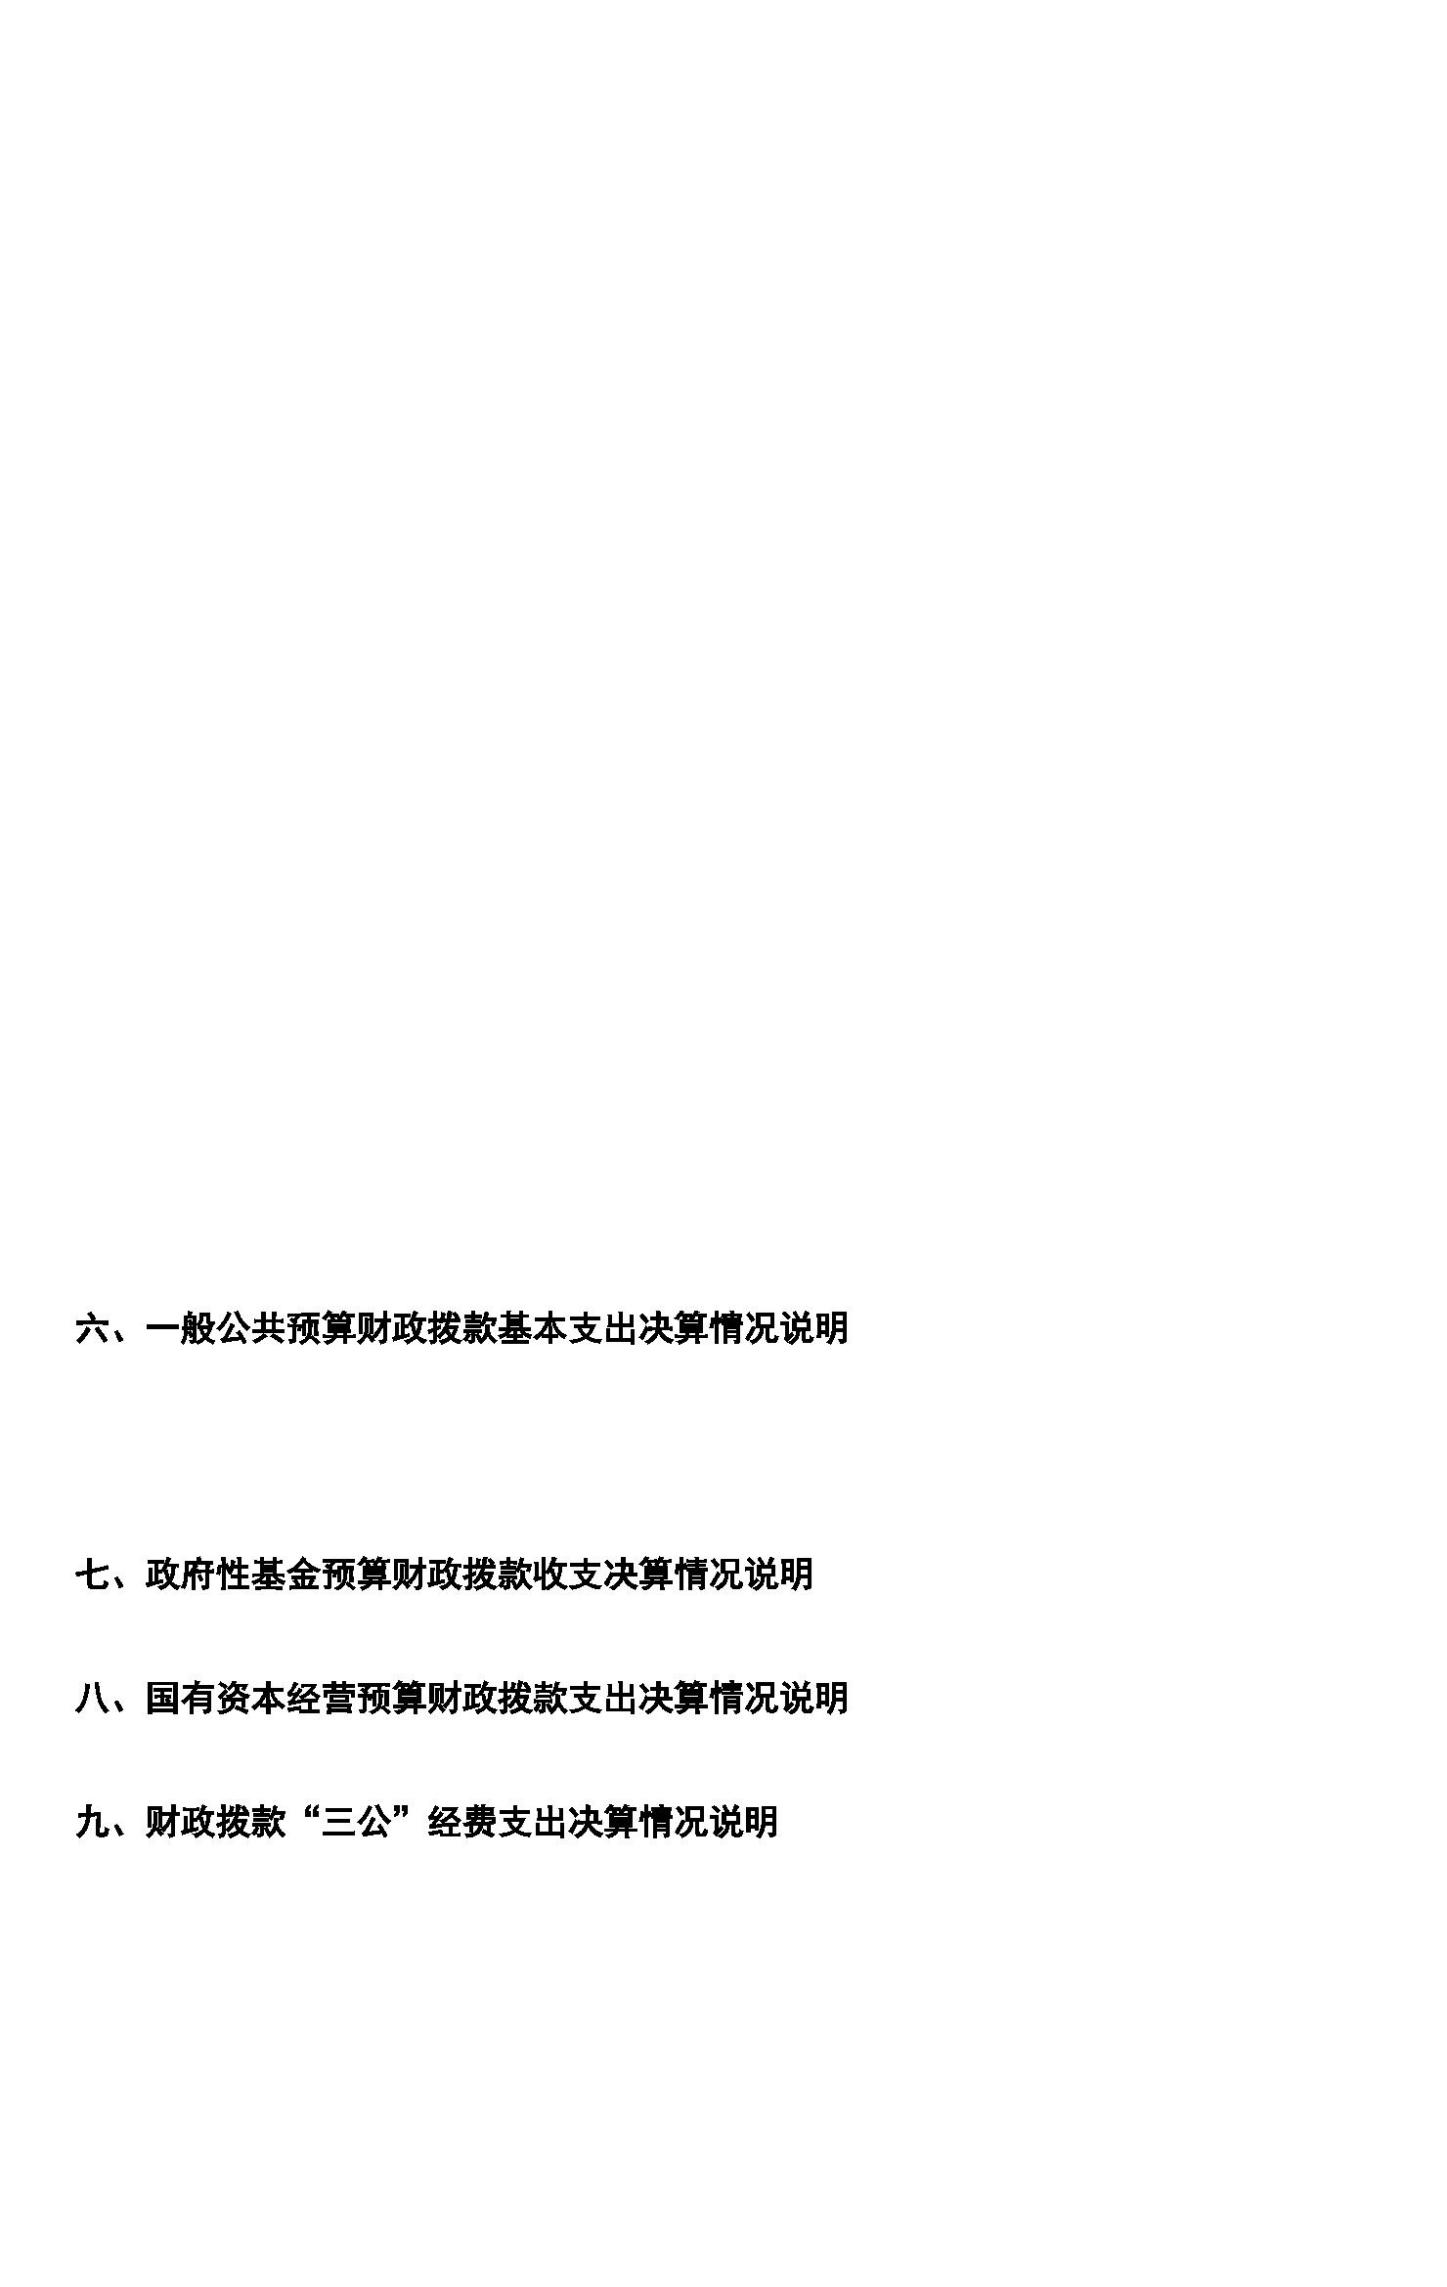 六、一般公共预算财政拨款基本支出决算情况说明
七、政府性基金预算财政拨款收支决算情况说明
八、国有资本经营预算财政拨款支出决算情况说明
九、财政拨款“三公”经费支出决算情况说明